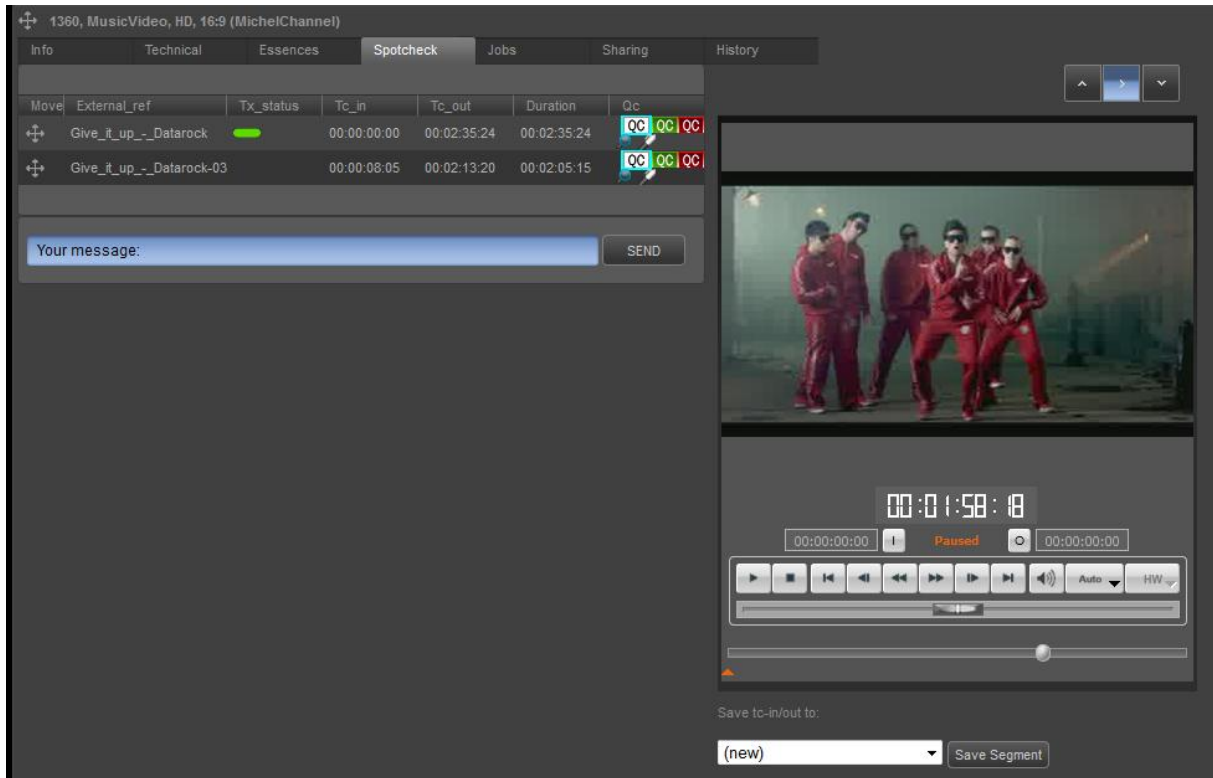 1360, MusicVideo, HD, 16:9 (MichelChannel)
Info Technical Essences Spotcheck Jobs Sharing History
Move External_ref Tx_status Tc_in Tc_out Duration Qc
Give_it_up_-_Datarock 00:00:00:00 00:02:35:24 00:02:35:24 QC QC QC
Give_it_up_-_Datarock-03 00:00:08:05 00:02:13:20 00:02:05:15 QC QC QC
Your message: SEND
00:01:58:18
00:00:00:00 I Paused O 00:00:00:00
Auto HW
Save tc-in/out to:
(new) Save Segment